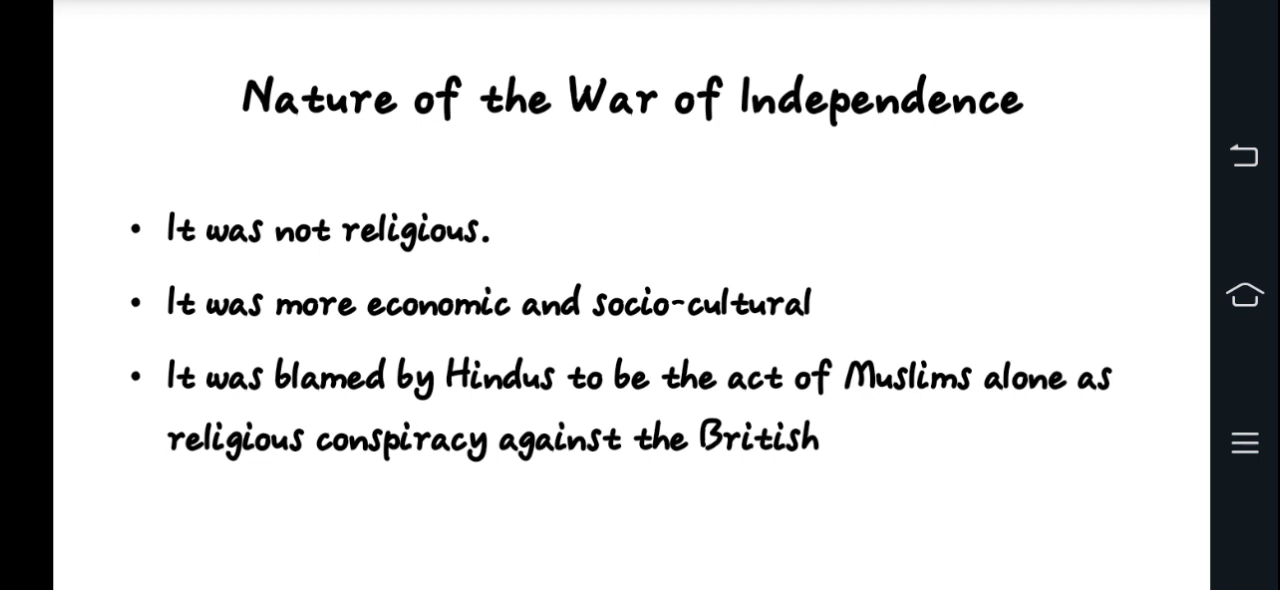 Nature of the War of Independence
• It was not religious.
• It was more economic and socio-cultural
• It was blamed by Hindus to be the act of Muslims alone as
religious conspiracy against the British